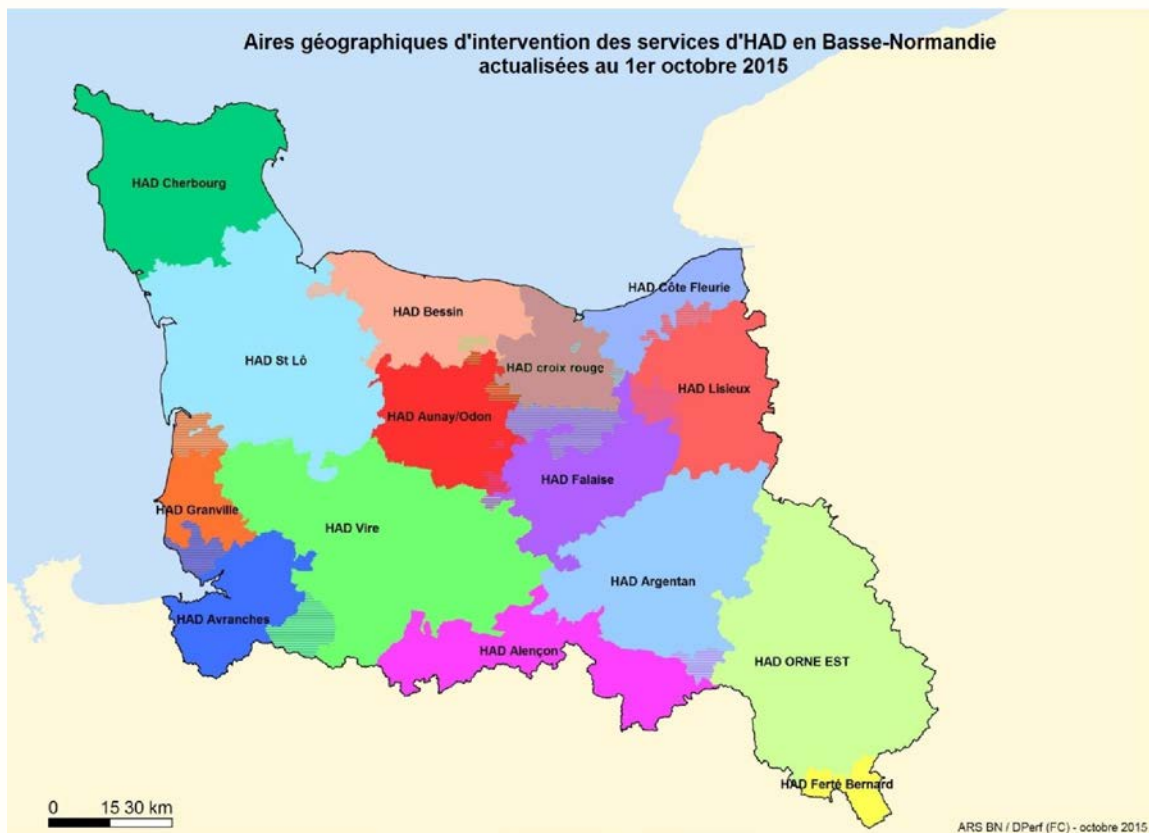 Aires géographiques d'intervention des services d'HAD en Basse-Normandie
actualisées au 1er octobre 2015
HAD Cherbourg
HAD Côte Fleurie
HAD Bessin
HAD St Lô
HAD croix rouge
HAD Lisieux
HAD Aunay/Odon
HAD Falaise
HAD Granville
HAD Vire
HAD Argentan
HAD Avranches
HAD Alençon
HAD ORNE EST
HAD Ferté Bernard
0 15 30 km
ARS BN / DPerf (FC) - octobre 2015